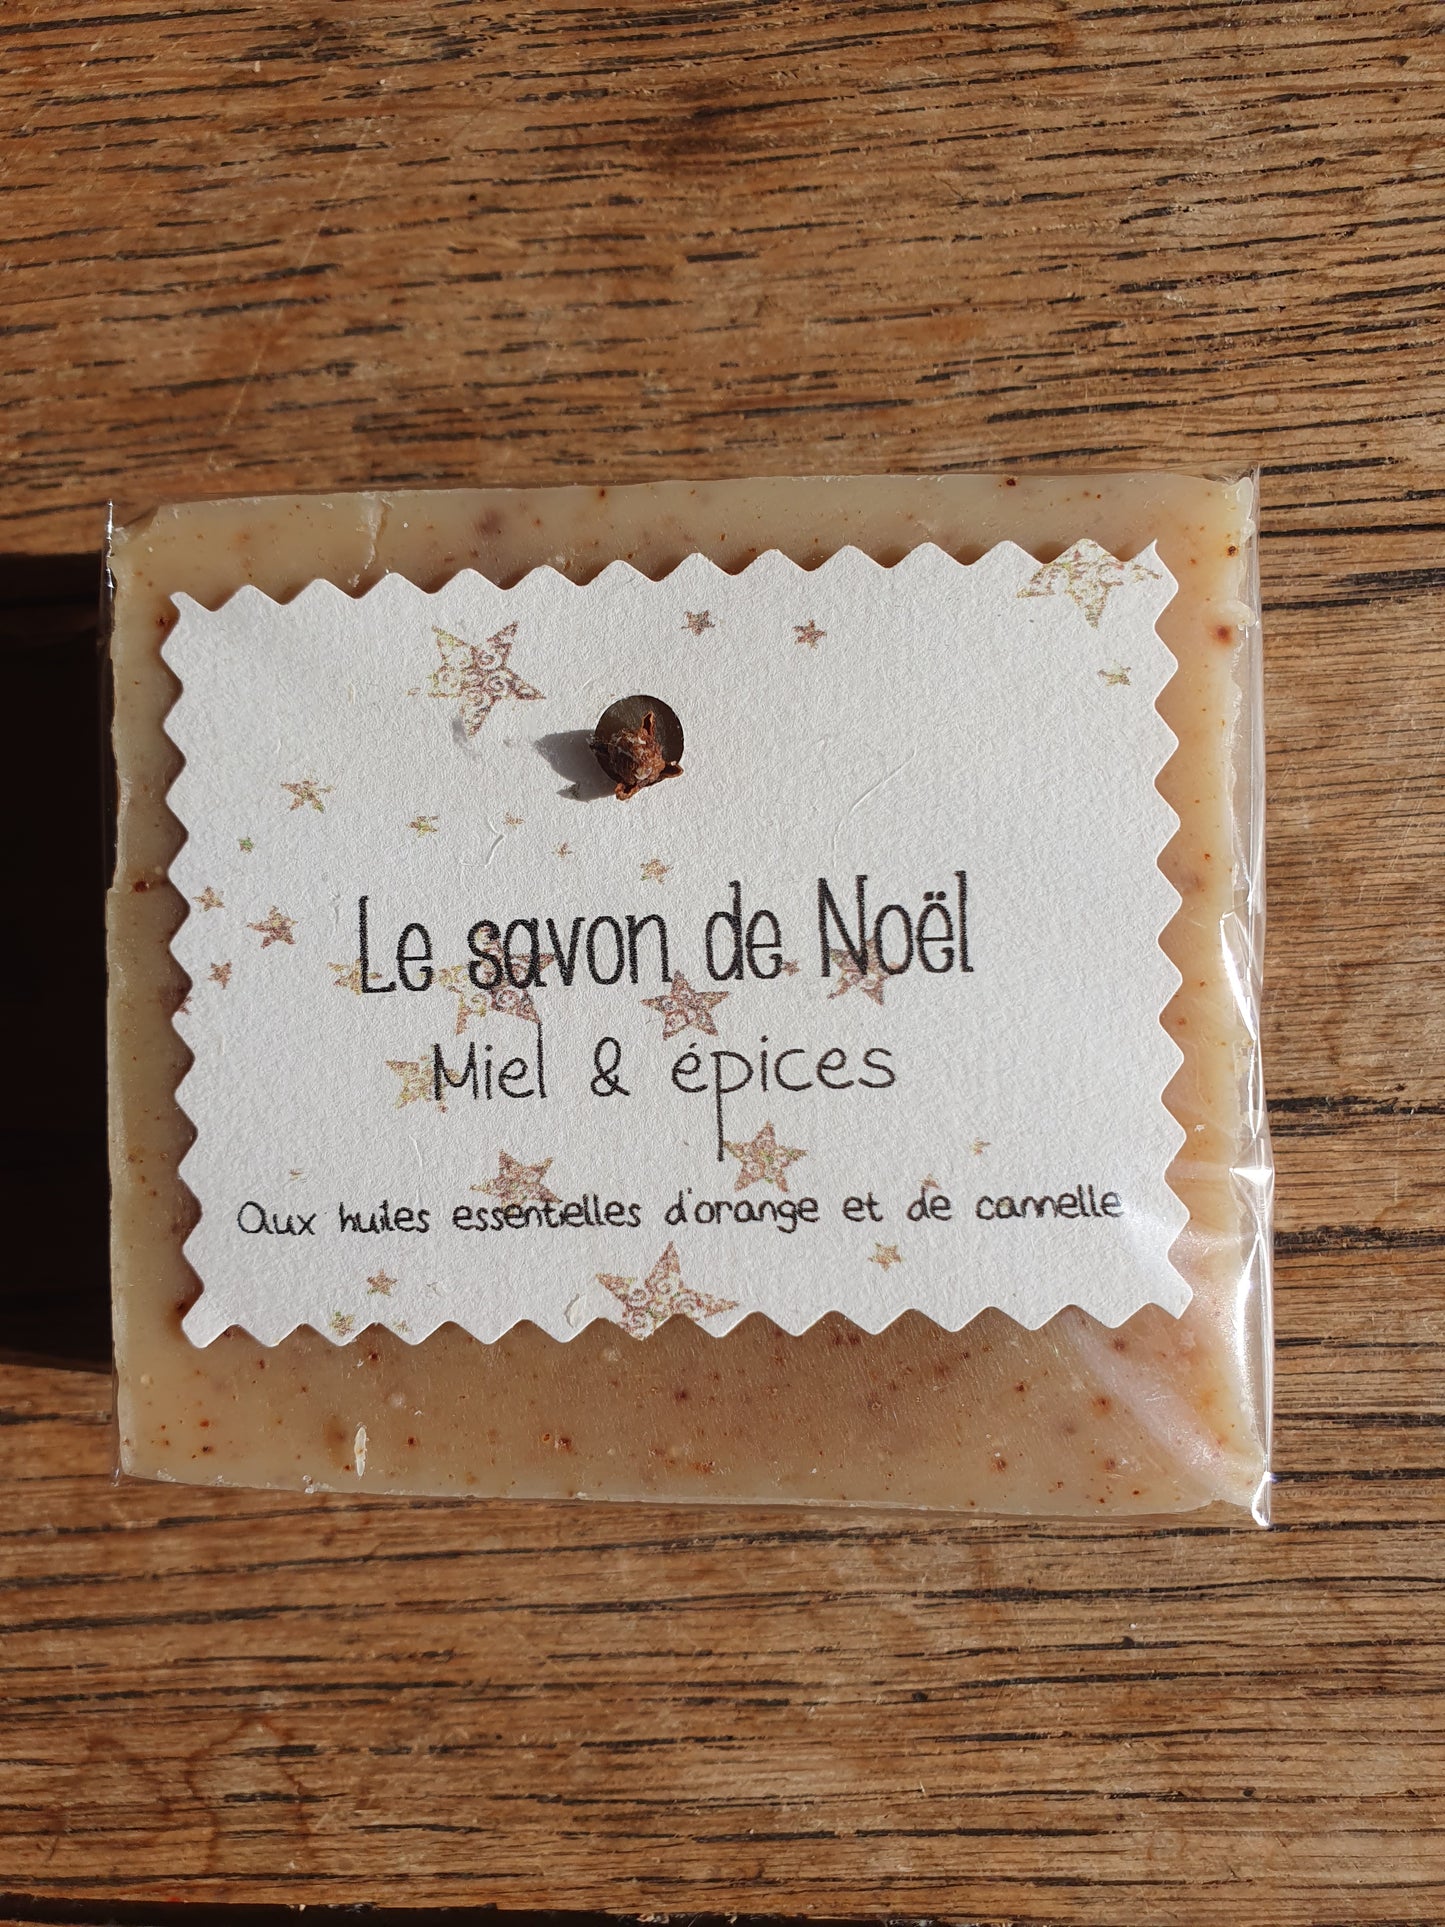 Le savon de Noël
Miel & épices
Aux huiles essentielles d'orange et de cannelle